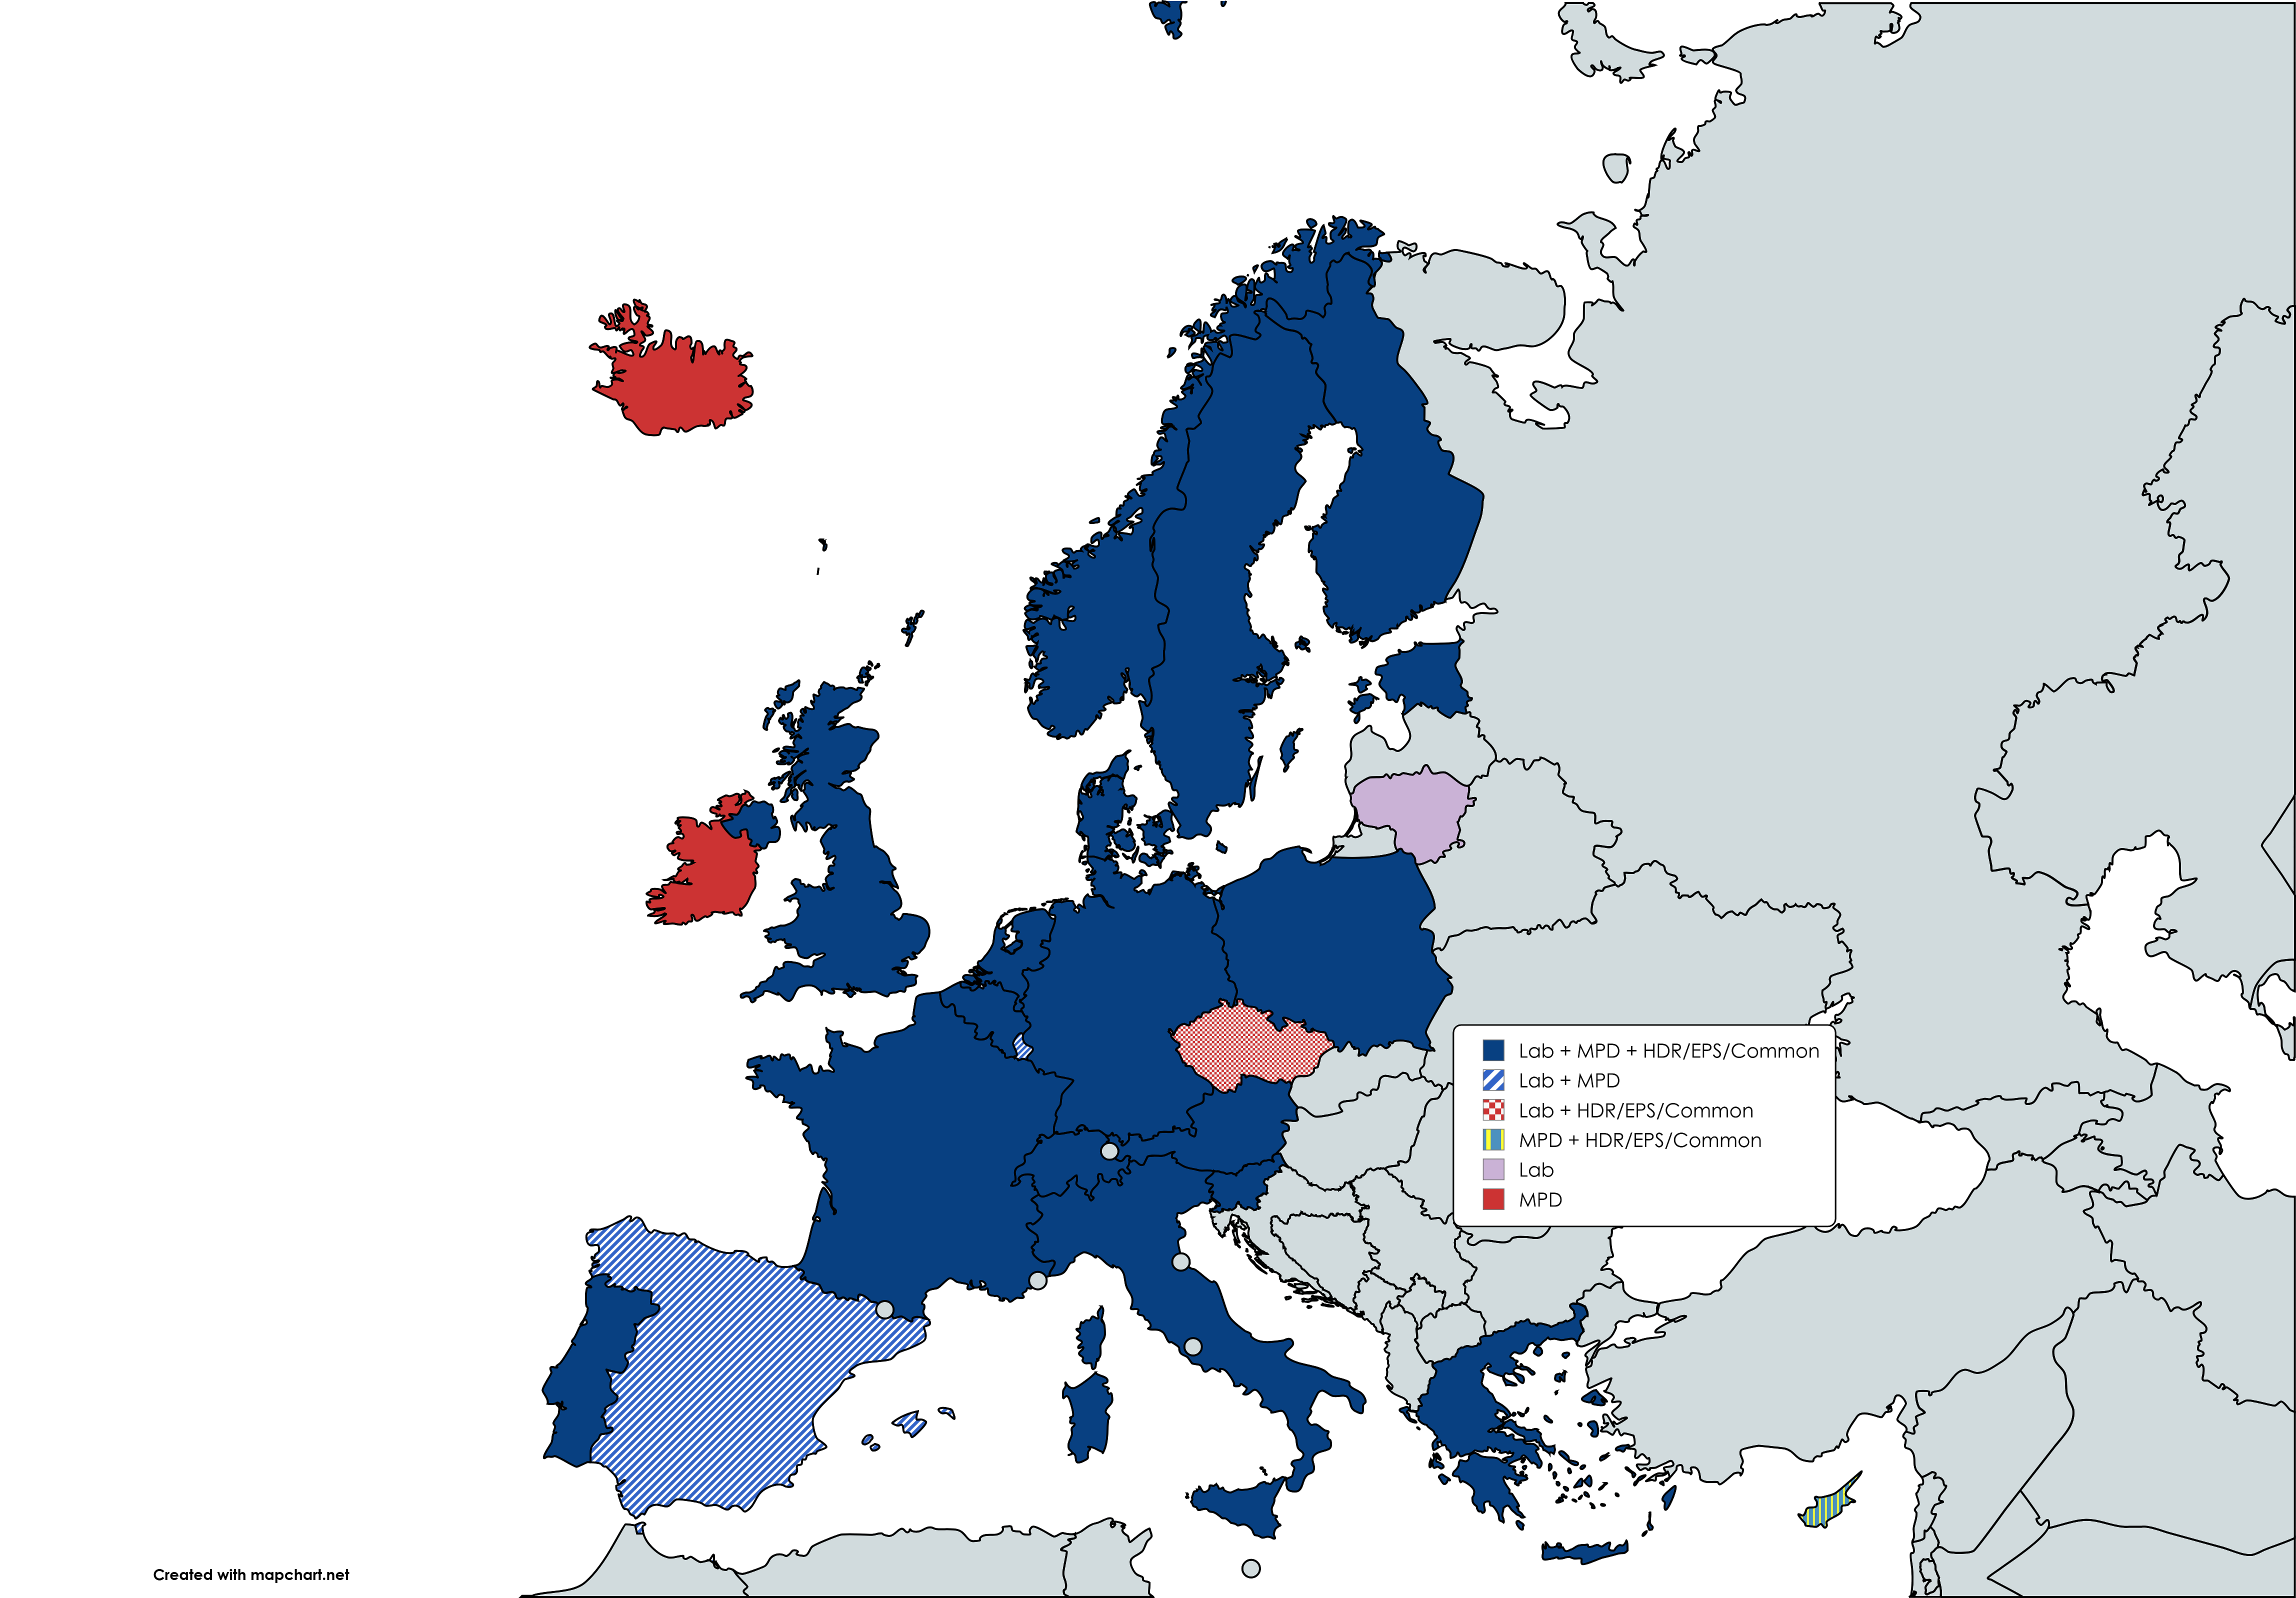 Lab + MPD + HDR/EPS/Common
Lab + MPD
Lab + HDR/EPS/Common
MPD + HDR/EPS/Common
Lab
MPD
Created with mapchart.net